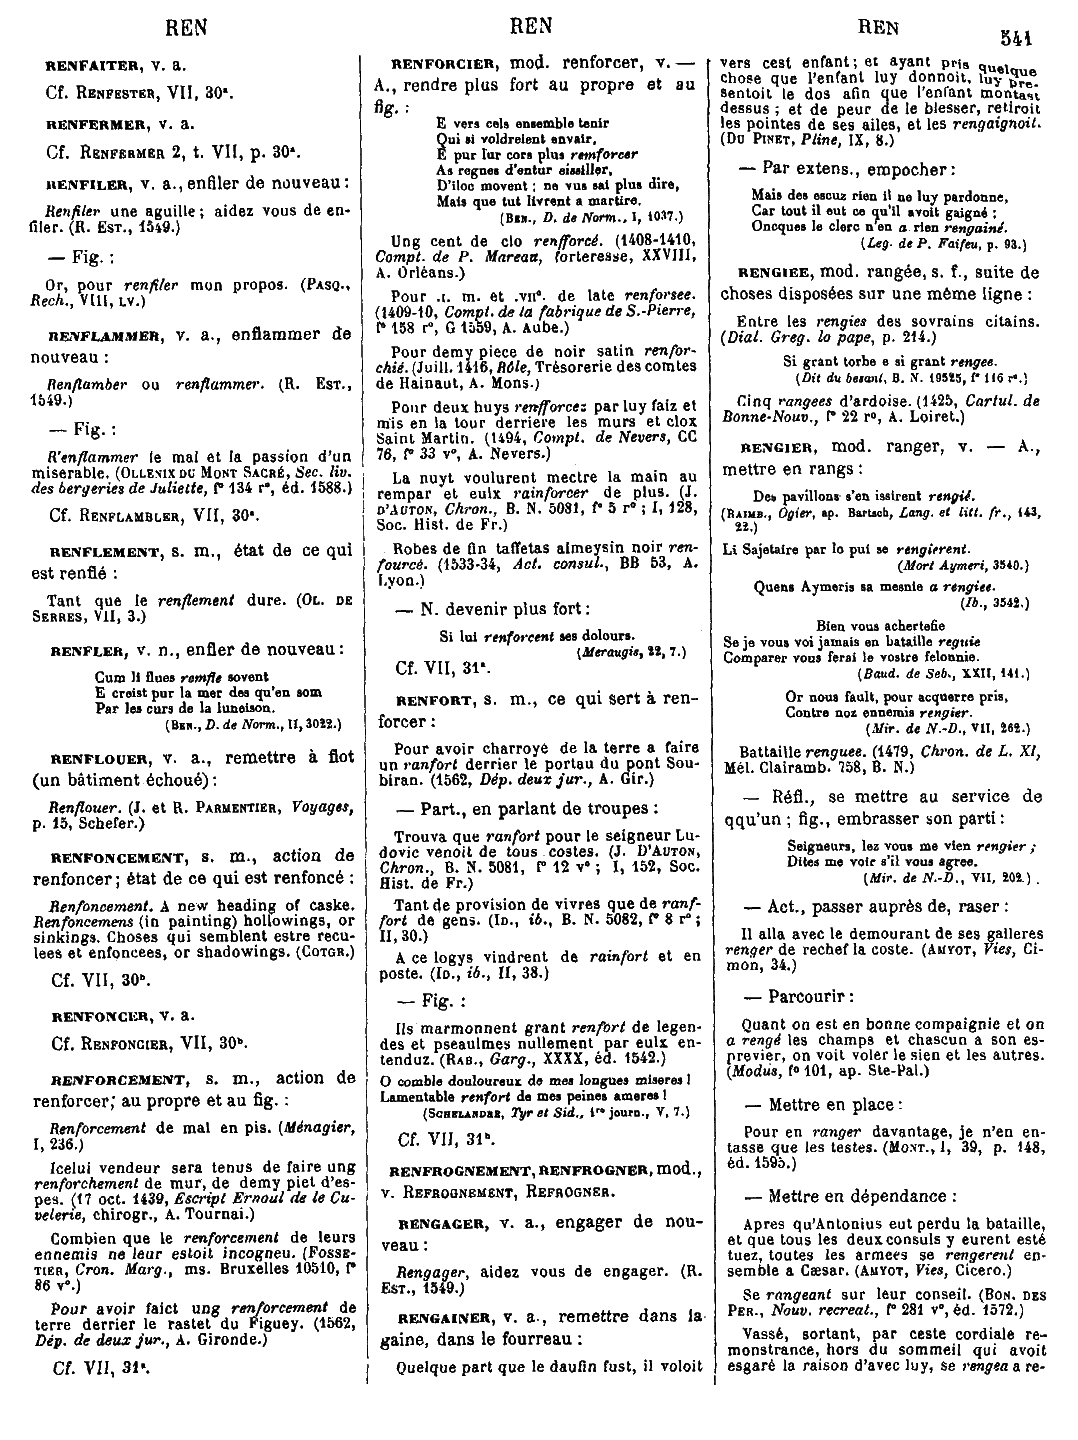 REN
REN
REN
541
RENFAITER, v. a.
Cf. RENFESTER, VII, 30ª.
RENFERMER, v. a.
Cf. RENFERMER 2, t. VII, p. 30ª.
RENFILER, v. a., enfiler de nouveau :
Renfiler une aguille ; aidez vous de en-
filer. (R. EST., 1549.)
— Fig. :
Or, pour renfiler mon propos. (PASQ.,
Rech., VIII, LV.)
RENFLAMMER, v. a., enflammer de
nouveau :
Renflamber ou renflammer. (R. EST.,
1549.)
— Fig. :
R'enflammer le mal et la passion d'un
miserable. (OLLENIX DU MONT SACRÉ, Sec. liv.
des bergeries de Juliette, fº 134 rº, éd. 1588.)
Cf. RENFLAMBLER, VII, 30ª.
RENFLEMENT, s. m., état de ce qui
est renflé :
Tant que le renflement dure. (OL. DE
SERRES, VII, 3.)
RENFLER, v. n., enfler de nouveau :
Cum li flues remfle sovent
E creist pur la mer des qu'en som
Par les curs de la luneison.
(BEN., D. de Norm., II, 3022.)
RENFLOUER, v. a., remettre à flot
(un bâtiment échoué) :
Renflouer. (J. et R. PARMENTIER, Voyages,
p. 15, Schefer.)
RENFONCEMENT, s. m., action de
renfoncer ; état de ce qui est renfoncé :
Renfoncement. A new heading of caske.
Renfoncemens (in painting) hollowings, or
sinkings. Choses qui semblent estre recu-
lees et enfoncees, or shadowings. (COTGR.)
Cf. VII, 30ᵇ.
RENFONCER, v. a.
Cf. RENFONCIER, VII, 30ᵇ.
RENFORCEMENT, s. m., action de
renforcer, au propre et au fig. :
Renforcement de mal en pis. (Ménagier,
I, 236.)
Icelui vendeur sera tenus de faire ung
renforchement de mur, de demy piet d'es-
pes. (17 oct. 1439, Escript Ernoul de le Cu-
velerie, chirogr., A. Tournai.)
Combien que le renforcement de leurs
ennemis ne leur estoit incogneu. (FOSSE-
TIER, Cron. Marg., ms. Bruxelles 10510, fº
86 vº.)
Pour avoir faict ung renforcement de
terre derrier le rastet du Figuey. (1562,
Dép. de deux jur., A. Gironde.)
Cf. VII, 31ª.
RENFORCIER, mod. renforcer, v. —
A., rendre plus fort au propre et au
fig. :
E vers cels ensemble tenir
Qui si voldreient envair,
E pur lur cors plus remforcer
As regnes d'entur eissiller,
D'iloc movent ; ne vus sai plus dire,
Mais que tut livrent a martire.
(BEN., D. de Norm., I, 1037.)
Ung cent de clo renfforcé. (1408-1410,
Compt. de P. Mareau, forteresse, XXVIII,
A. Orléans.)
Pour .I. m. et .VIIᶜ. de late renforsee.
(1409-10, Compt. de la fabrique de S.-Pierre,
fº 158 rº, G 1559, A. Aube.)
Pour demy piece de noir satin renfor-
chié. (Juill. 1416, Rôle, Trésorerie des comtes
de Hainaut, A. Mons.)
Pour deux huys renfforcez par luy faiz et
mis en la tour derriere les murs et clox
Saint Martin. (1494, Compt. de Nevers, CC
76, fº 33 vº, A. Nevers.)
La nuyt voulurent mectre la main au
rempar et eulx rainforcer de plus. (J.
D'AUTON, Chron., B. N. 5081, fº 5 rº ; I, 128,
Soc. Hist. de Fr.)
Robes de fin taffetas almeysin noir ren-
fourcé. (1533-34, Act. consul., BB 53, A.
Lyon.)
— N. devenir plus fort :
Si lui renforcent ses dolours.
(Meraugis, 22, 7.)
Cf. VII, 31ª.
RENFORT, s. m., ce qui sert à ren-
forcer :
Pour avoir charroyé de la terre a faire
un ranfort derrier le portau du pont Sou-
biran. (1562, Dép. deux jur., A. Gir.)
— Part., en parlant de troupes :
Trouva que ranfort pour le seigneur Lu-
dovic venoit de tous costes. (J. D'AUTON,
Chron., B. N. 5081, fº 12 vº ; I, 152, Soc.
Hist. de Fr.)
Tant de provision de vivres que de ranf-
fort de gens. (ID., ib., B. N. 5082, fº 8 rº ;
II, 30.)
A ce logys vindrent de rainfort et en
poste. (ID., ib., II, 38.)
— Fig. :
Ils marmonnent grant renfort de legen-
des et pseaulmes nullement par eulx en-
tenduz. (RAB., Garg., XXXX, éd. 1542.)
O comble douloureux de mes longues miseres !
Lamentable renfort de mes peines ameres !
(SCHELANDRE, Tyr et Sid., 1ʳᵉ journ., V, 7.)
Cf. VII, 31ᵇ.
RENFROGNEMENT, RENFROGNER, mod.,
v. REFROGNEMENT, REFROGNER.
RENGAGER, v. a., engager de nou-
veau :
Rengager, aidez vous de engager. (R.
EST., 1549.)
RENGAINER, v. a., remettre dans la
gaine, dans le fourreau :
Quelque part que le daufin fust, il voloit
vers cest enfant ; et ayant pris quelque
chose que l'enfant luy donnoit, luy pre-
sentoit le dos afin que l'enfant montast
dessus ; et de peur de le blesser, retiroit
les pointes de ses ailes, et les rengaignoit.
(DU PINET, Pline, IX, 8.)
— Par extens., empocher :
Mais des escuz rien il ne luy pardonne,
Car tout il eut ce qu'il avoit gaigné ;
Oncques le clerc n'en a rien rengainé.
(Leg. de P. Faifeu, p. 93.)
RENGIEE, mod. rangée, s. f., suite de
choses disposées sur une même ligne :
Entre les rengies des sovrains citains.
(Dial. Greg. lo pape, p. 214.)
Si grant torbe e si grant rengee.
(Dit du besant, B. N. 19525, fº 116 rº.)
Cinq rangees d'ardoise. (1425, Cartul. de
Bonne-Nouv., fº 22 rº, A. Loiret.)
RENGIER, mod. ranger, v. — A.,
mettre en rangs :
Des pavillons s'en issirent rengié.
(RAIMB., Ogier, ap. Bartsch, Lang. et litt. fr., 143,
22.)
Li Sajetaire par lo pui se rengierent.
(Mort Aymeri, 3540.)
Quens Aymeris sa mesnie a rengiee.
(Ib., 3542.)
Bien vous achertefie
Se je vous voi jamais en bataille regnie
Comparer vous ferai le vostre felonnie.
(Baud. de Seb., XXII, 141.)
Or nous fault, pour acquerre pris,
Contre noz ennemis rengier.
(Mir. de N.-D., VII, 262.)
Battaille renguee. (1479, Chron. de L. XI,
Mél. Clairamb. 758, B. N.)
— Réfl., se mettre au service de
qqu'un ; fig., embrasser son parti :
Seigneurs, lez vous me vien rengier ;
Dites me voir s'il vous agree.
(Mir. de N.-D., VII, 202.)
— Act., passer auprès de, raser :
Il alla avec le demourant de ses galleres
renger de rechef la coste. (AMYOT, Vies, Ci-
mon, 34.)
— Parcourir :
Quant on est en bonne compaignie et on
a rengé les champs et chascun a son es-
previer, on voit voler le sien et les autres.
(Modus, fº 101, ap. Ste-Pal.)
— Mettre en place :
Pour en ranger davantage, je n'en en-
tasse que les testes. (MONT., I, 39, p. 148,
éd. 1595.)
— Mettre en dépendance :
Apres qu'Antonius eut perdu la bataille,
et que tous les deux consuls y eurent esté
tuez, toutes les armees se rengerent en-
semble a Cæsar. (AMYOT, Vies, Cicero.)
Se rangeant sur leur conseil. (BON. DES
PER., Nouv. recreat., fº 281 vº, éd. 1572.)
Vassé, sortant, par ceste cordiale re-
monstrance, hors du sommeil qui avoit
esgaré la raison d'avec luy, se rengea a re-